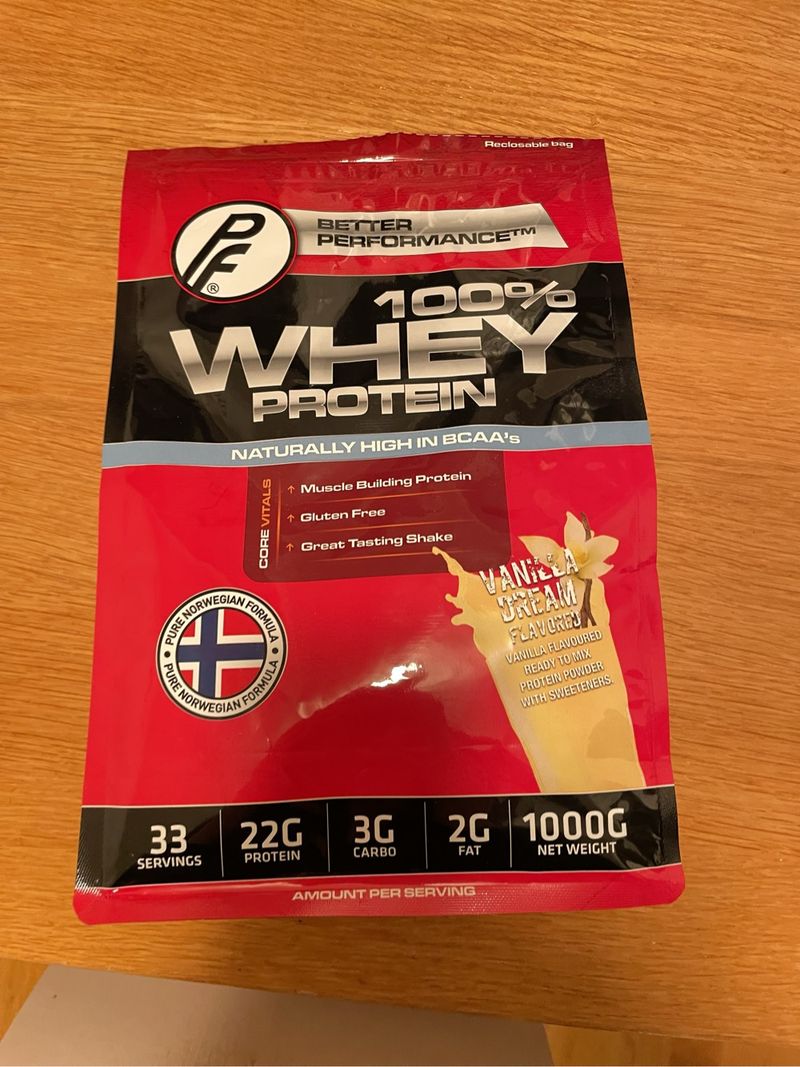 Reclosable bag
PF®
BETTER
PERFORMANCE™
100%
WHEY
PROTEIN
NATURALLY HIGH IN BCAA's
CORE VITALS
↑ Muscle Building Protein
↑ Gluten Free
↑ Great Tasting Shake
VANILLA
DREAM
FLAVORED
VANILLA FLAVOURED
READY TO MIX
PROTEIN POWDER
WITH SWEETENERS.
PURE NORWEGIAN FORMULA •
PURE NORWEGIAN FORMULA •
33
SERVINGS
22G
PROTEIN
3G
CARBO
2G
FAT
1000G
NET WEIGHT
AMOUNT PER SERVING